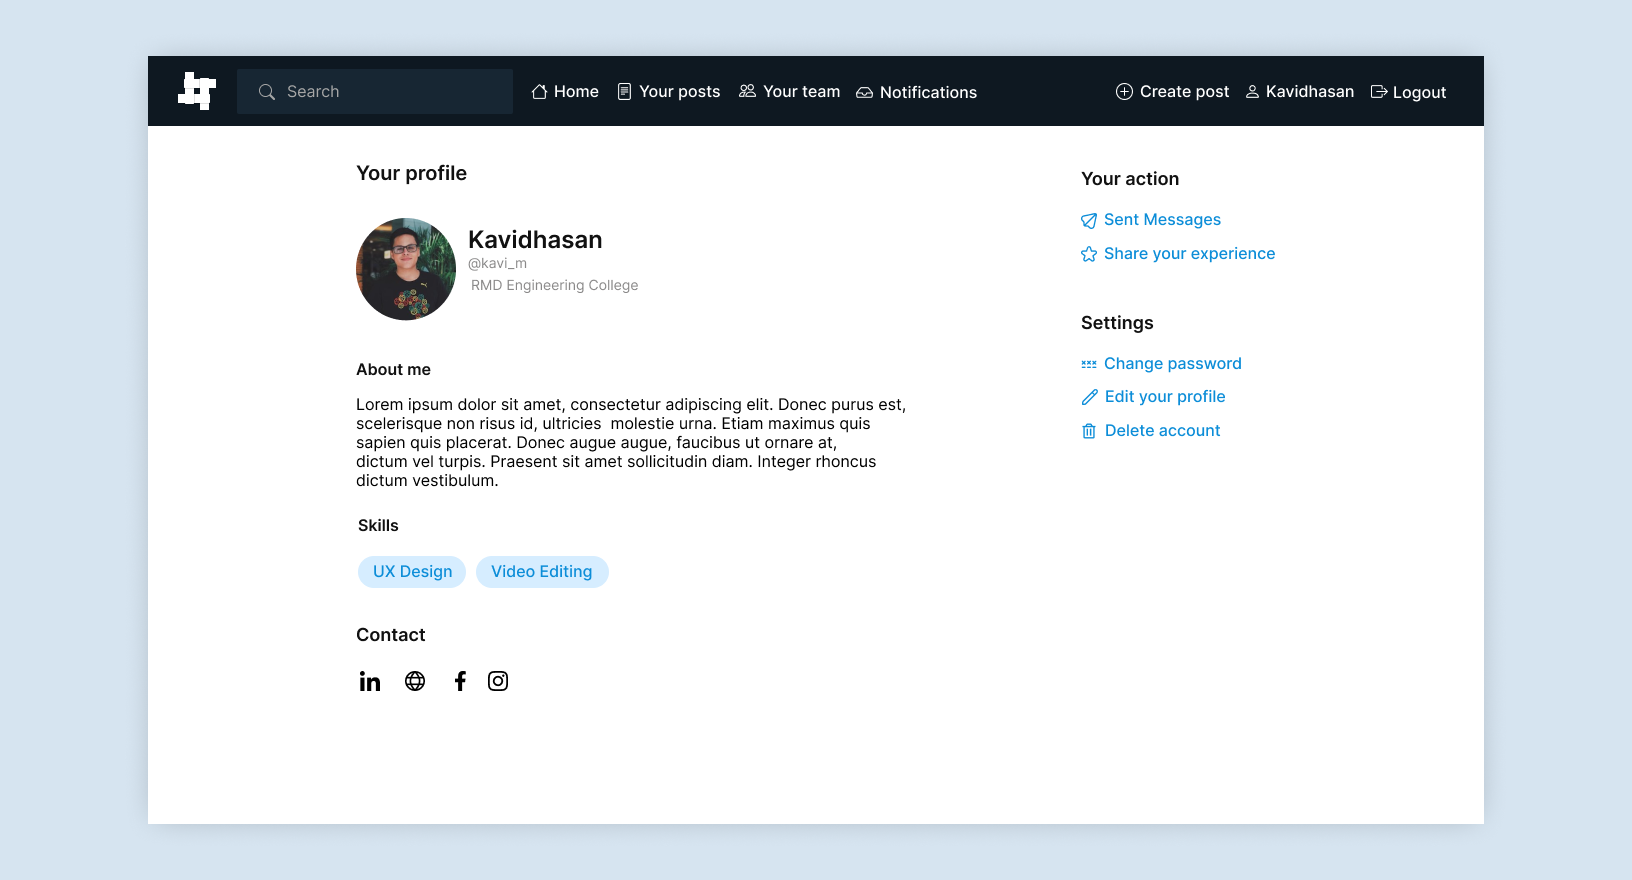 Search
Home
Your posts
Your team
Notifications
Create post
Kavidhasan
Logout
Your profile
Kavidhasan
@kavi_m
RMD Engineering College
About me
Lorem ipsum dolor sit amet, consectetur adipiscing elit. Donec purus est,
scelerisque non risus id, ultricies  molestie urna. Etiam maximus quis
sapien quis placerat. Donec augue augue, faucibus ut ornare at,
dictum vel turpis. Praesent sit amet sollicitudin diam. Integer rhoncus
dictum vestibulum.
Skills
UX Design
Video Editing
Contact
Your action
Sent Messages
Share your experience
Settings
Change password
Edit your profile
Delete account